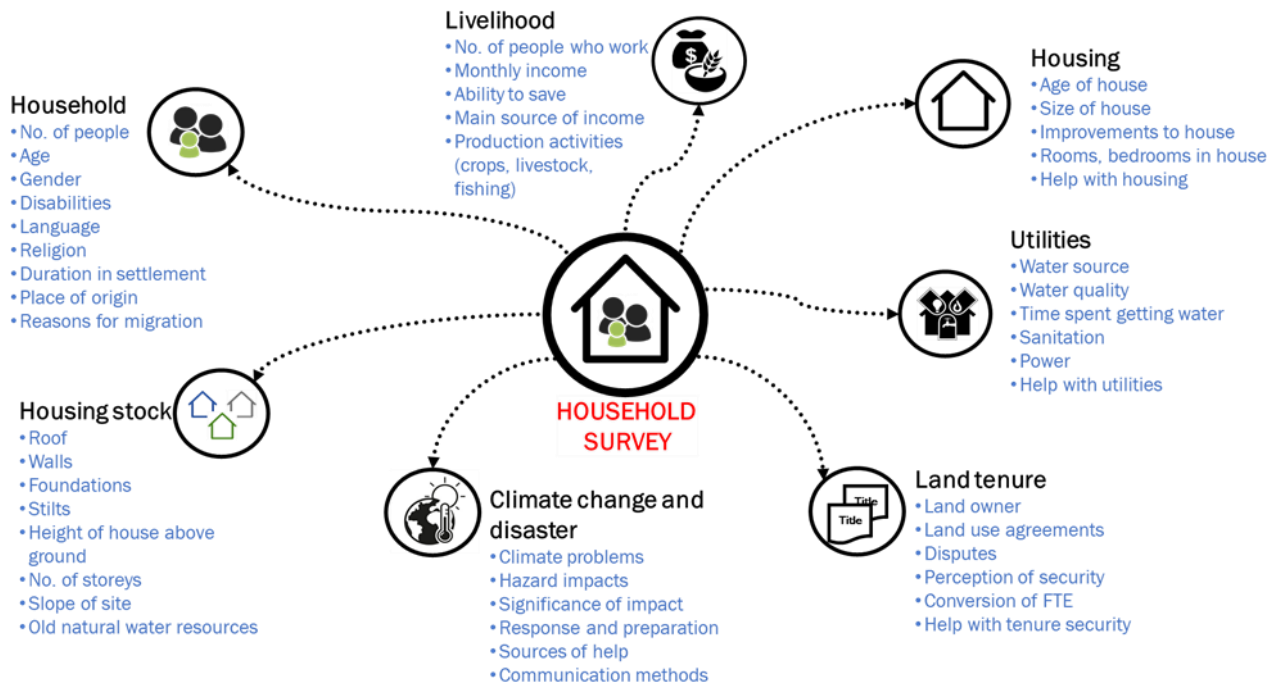 Livelihood
• No. of people who work
• Monthly income
• Ability to save
• Main source of income
• Production activities
(crops, livestock,
fishing)
Housing
• Age of house
• Size of house
• Improvements to house
• Rooms, bedrooms in house
• Help with housing
Household
• No. of people
• Age
• Gender
• Disabilities
• Language
• Religion
• Duration in settlement
• Place of origin
• Reasons for migration
Utilities
• Water source
• Water quality
• Time spent getting water
• Sanitation
• Power
• Help with utilities
HOUSEHOLD
SURVEY
Housing stock
• Roof
• Walls
• Foundations
• Stilts
• Height of house above
ground
• No. of storeys
• Slope of site
• Old natural water resources
Climate change and
disaster
• Climate problems
• Hazard impacts
• Significance of impact
• Response and preparation
• Sources of help
• Communication methods
Title
Title
Land tenure
• Land owner
• Land use agreements
• Disputes
• Perception of security
• Conversion of FTE
• Help with tenure security
$